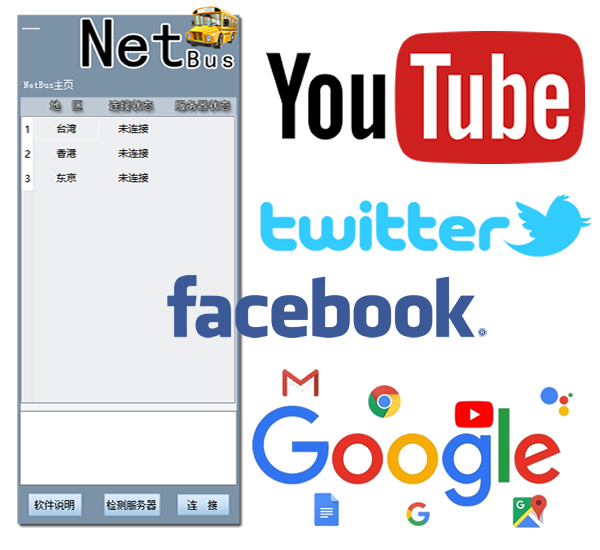 NetBus
NetBus主页
地 区 连接状态 服务器状态
1 台湾 未连接
2 香港 未连接
3 东京 未连接
软件说明 检测服务器 连 接
YouTube
twitter
facebook®
Google
G